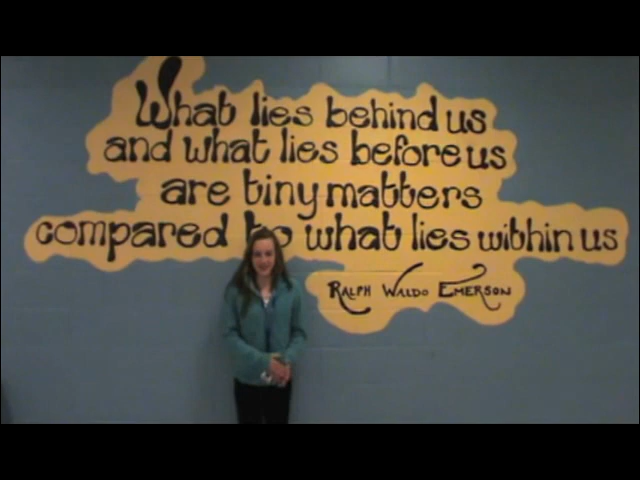 What lies behind us
and what lies before us
are tiny matters
compared to what lies within us
Ralph Waldo Emerson